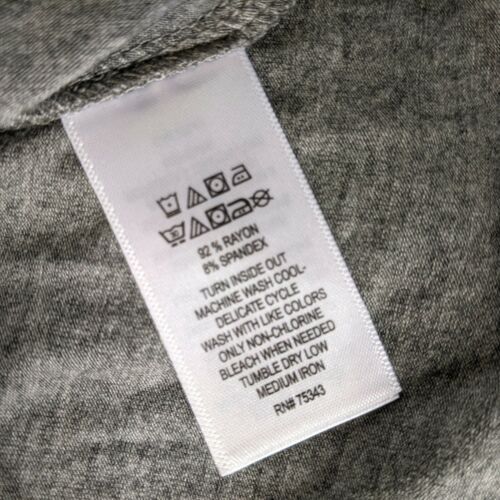 92 % RAYON
8% SPANDEX
TURN INSIDE OUT
MACHINE WASH COOL-
DELICATE CYCLE
WASH WITH LIKE COLORS
ONLY NON-CHLORINE
BLEACH WHEN NEEDED
TUMBLE DRY LOW
MEDIUM IRON
RN# 75343